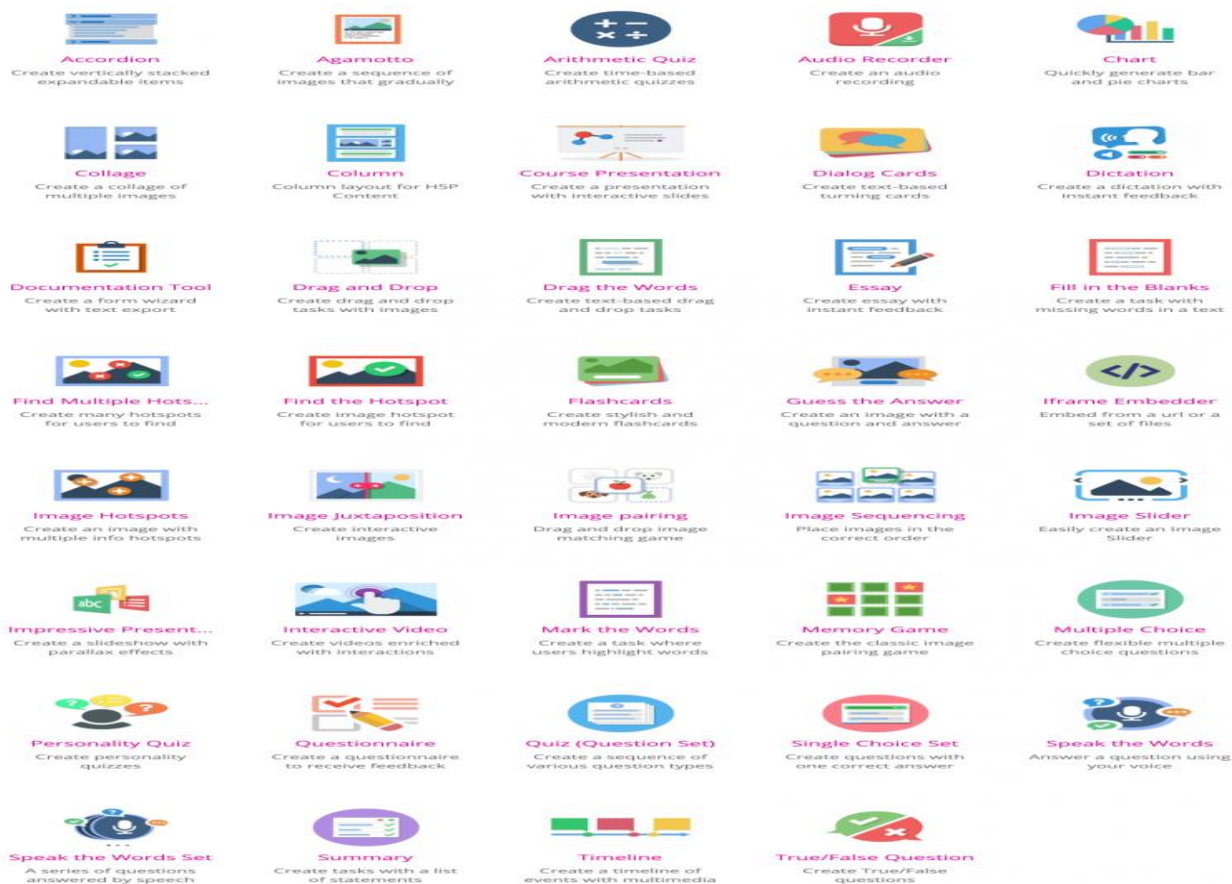 Accordion
Create vertically stacked
expandable items
Agamotto
Create a sequence of
images that gradually
Arithmetic Quiz
Create time-based
arithmetic quizzes
Audio Recorder
Create an audio
recording
Chart
Quickly generate bar
and pie charts
Collage
Create a collage of
multiple images
Column
Column layout for H5P
Content
Course Presentation
Create a presentation
with interactive slides
Dialog Cards
Create text-based
turning cards
Dictation
Create a dictation with
instant feedback
Documentation Tool
Create a form wizard
with text export
Drag and Drop
Create drag and drop
tasks with images
Drag the Words
Create text-based drag
and drop tasks
Essay
Create essay with
instant feedback
Fill in the Blanks
Create a task with
missing words in a text
Find Multiple Hots...
Create many hotspots
for users to find
Find the Hotspot
Create image hotspot
for users to find
Flashcards
Create stylish and
modern flashcards
Guess the Answer
Create an image with a
question and answer
</>
Iframe Embedder
Embed from a url or a
set of files
Image Hotspots
Create an image with
multiple info hotspots
Image Juxtaposition
Create interactive
images
Image pairing
Drag and drop image
matching game
Image Sequencing
Place images in the
correct order
Image Slider
Easily create an Image
Slider
abc
Impressive Present...
Create a slideshow with
parallax effects
Interactive Video
Create videos enriched
with interactions
Mark the Words
Create a task where
users highlight words
Memory Game
Create the classic image
pairing game
Multiple Choice
Create flexible multiple
choice questions
Personality Quiz
Create personality
quizzes
Questionnaire
Create a questionnaire
to receive feedback
Quiz (Question Set)
Create a sequence of
various question types
Single Choice Set
Create questions with
one correct answer
Speak the Words
Answer a question using
your voice
Speak the Words Set
A series of questions
answered by speech
Summary
Create tasks with a list
of statements
Timeline
Create a timeline of
events with multimedia
True/False Question
Create True/False
questions